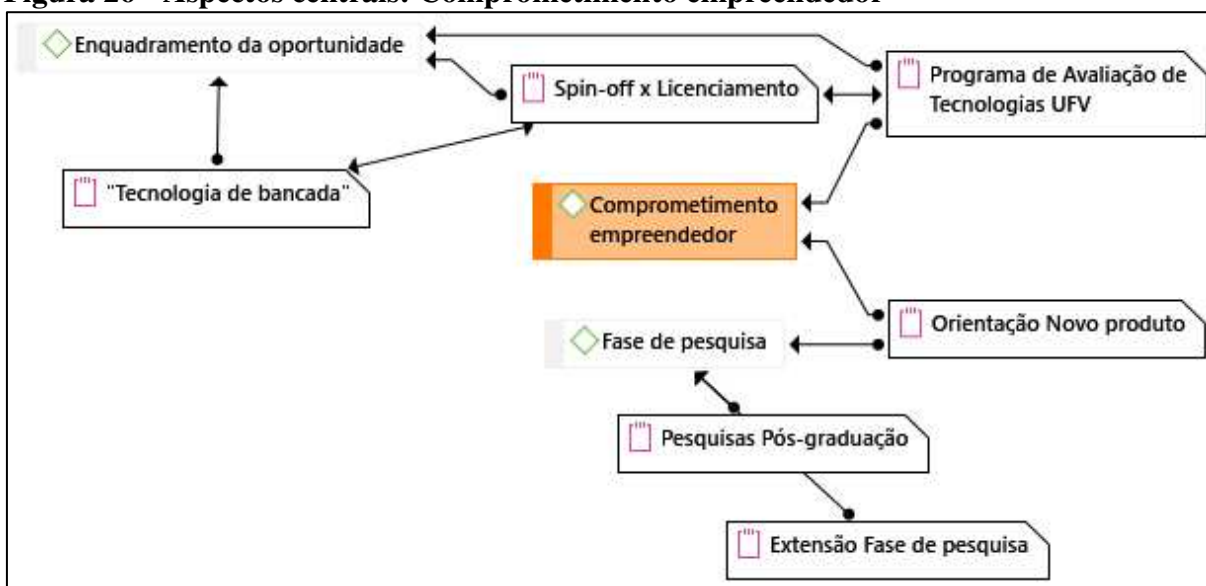 Figura 26 - Aspectos centrais: Comprometimento empreendedor
Enquadramento da oportunidade
Spin-off x Licenciamento
Programa de Avaliação de
Tecnologias UFV
"Tecnologia de bancada"
Comprometimento
empreendedor
Orientação Novo produto
Fase de pesquisa
Pesquisas Pós-graduação
Extensão Fase de pesquisa